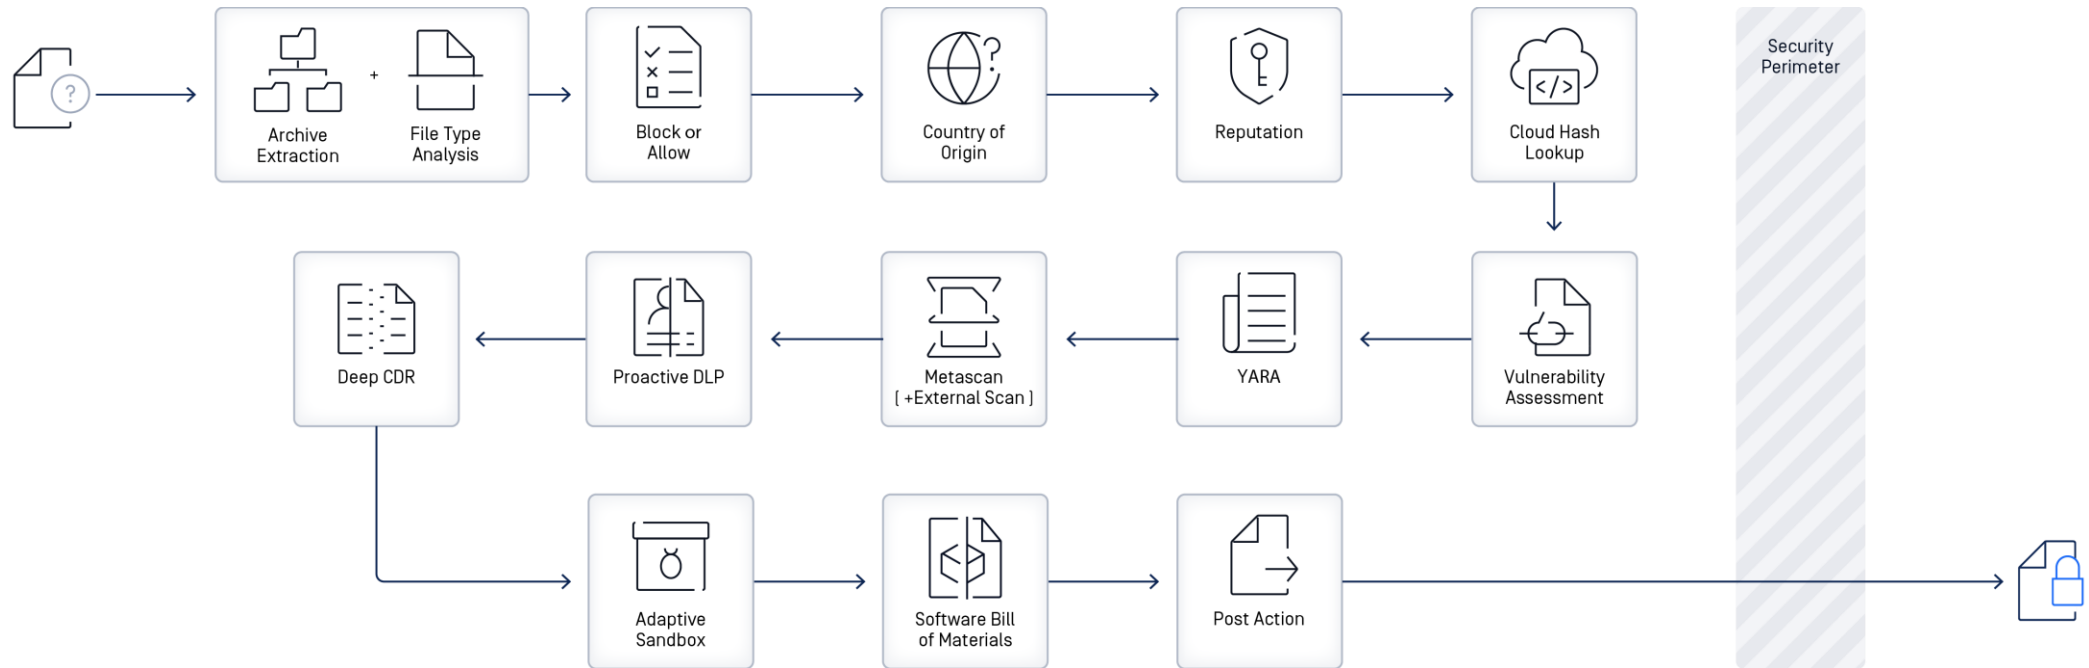 ?
Archive
Extraction
+
File Type
Analysis
Block or
Allow
?
Country of
Origin
Reputation
</>
Cloud Hash
Lookup
Security
Perimeter
Deep CDR
Proactive DLP
Metascan
[ +External Scan ]
YARA
Vulnerability
Assessment
Adaptive
Sandbox
Software Bill
of Materials
Post Action